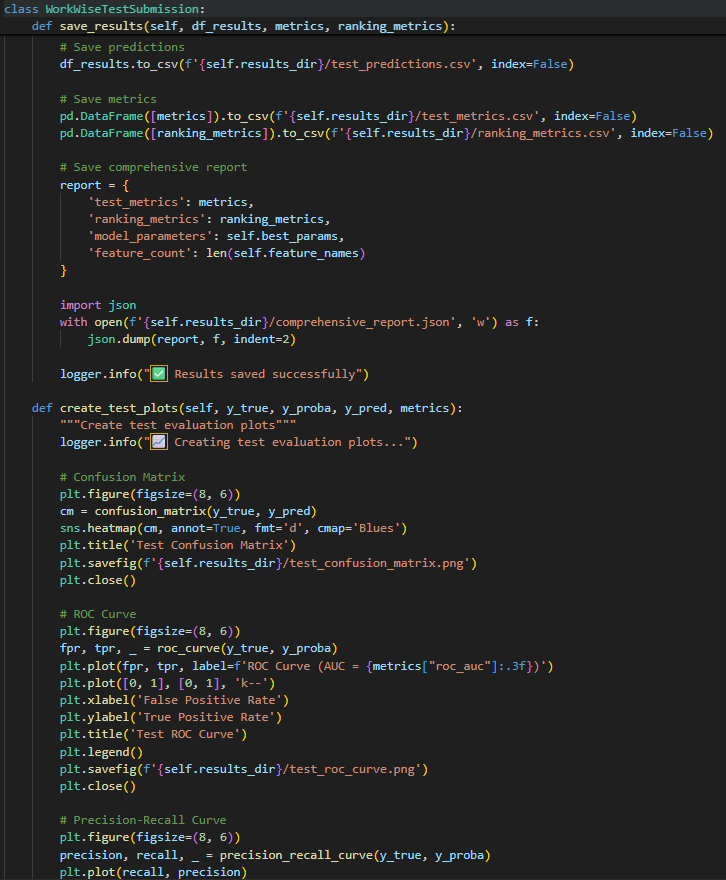 class WorkWiseTestSubmission:
    def save_results(self, df_results, metrics, ranking_metrics):
        # Save predictions
        df_results.to_csv(f'{self.results_dir}/test_predictions.csv', index=False)

        # Save metrics
        pd.DataFrame([metrics]).to_csv(f'{self.results_dir}/test_metrics.csv', index=False)
        pd.DataFrame([ranking_metrics]).to_csv(f'{self.results_dir}/ranking_metrics.csv', index=False)

        # Save comprehensive report
        report = {
            'test_metrics': metrics,
            'ranking_metrics': ranking_metrics,
            'model_parameters': self.best_params,
            'feature_count': len(self.feature_names)
        }

        import json
        with open(f'{self.results_dir}/comprehensive_report.json', 'w') as f:
            json.dump(report, f, indent=2)

        logger.info("✅ Results saved successfully")

    def create_test_plots(self, y_true, y_proba, y_pred, metrics):
        """Create test evaluation plots"""
        logger.info("📈 Creating test evaluation plots...")

        # Confusion Matrix
        plt.figure(figsize=(8, 6))
        cm = confusion_matrix(y_true, y_pred)
        sns.heatmap(cm, annot=True, fmt='d', cmap='Blues')
        plt.title('Test Confusion Matrix')
        plt.savefig(f'{self.results_dir}/test_confusion_matrix.png')
        plt.close()

        # ROC Curve
        plt.figure(figsize=(8, 6))
        fpr, tpr, _ = roc_curve(y_true, y_proba)
        plt.plot(fpr, tpr, label=f'ROC Curve (AUC = {metrics["roc_auc"]:.3f})')
        plt.plot([0, 1], [0, 1], 'k--')
        plt.xlabel('False Positive Rate')
        plt.ylabel('True Positive Rate')
        plt.title('Test ROC Curve')
        plt.legend()
        plt.savefig(f'{self.results_dir}/test_roc_curve.png')
        plt.close()

        # Precision-Recall Curve
        plt.figure(figsize=(8, 6))
        precision, recall, _ = precision_recall_curve(y_true, y_proba)
        plt.plot(recall, precision)